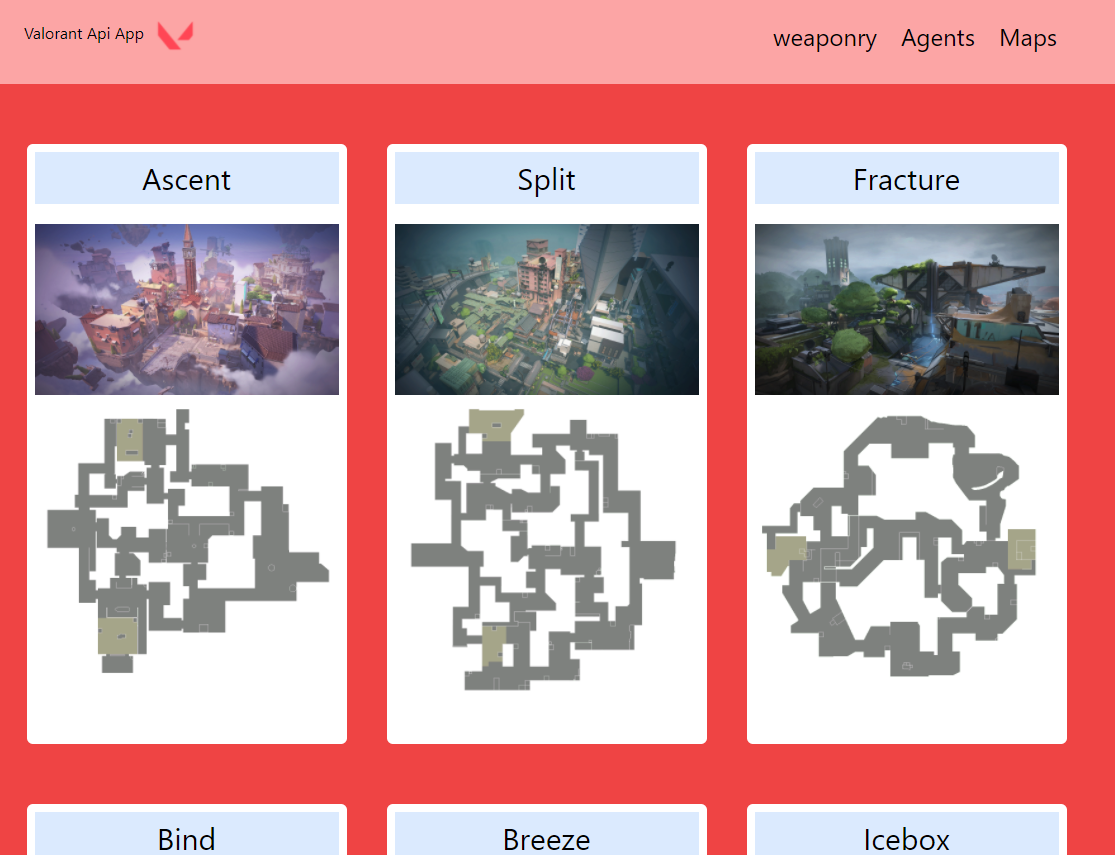 Valorant Api App
weaponry Agents Maps
Ascent
Split
Fracture
Bind
Breeze
Icebox